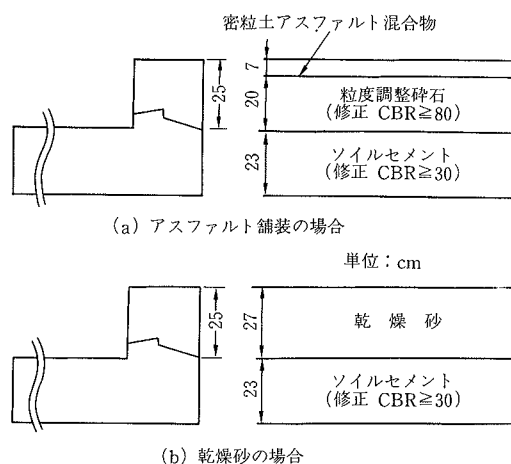 密粒土アスファルト混合物
7
25
20
粒度調整砕石
(修正 CBR≧80)
23
ソイルセメント
(修正 CBR≧30)
(a) アスファルト舗装の場合
単位：cm
25
27
乾 燥 砂
23
ソイルセメント
(修正 CBR≧30)
(b) 乾燥砂の場合